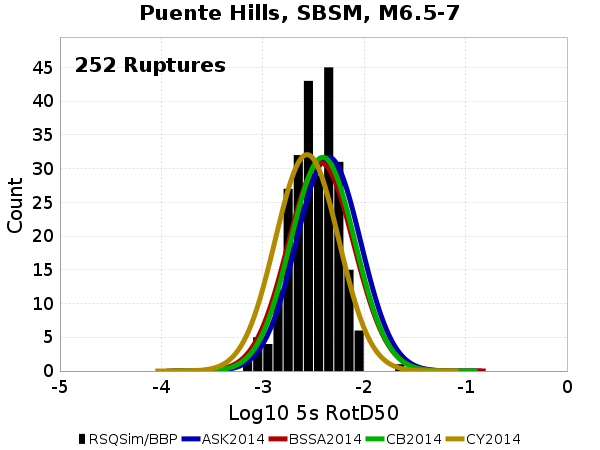 Puente Hills, SBSM, M6.5-7
252 Ruptures
45
40
35
30
25
20
15
10
5
0
Count
-5 -4 -3 -2 -1 0
Log10 5s RotD50
RSQSim/BBP ASK2014 BSSA2014 CB2014 CY2014